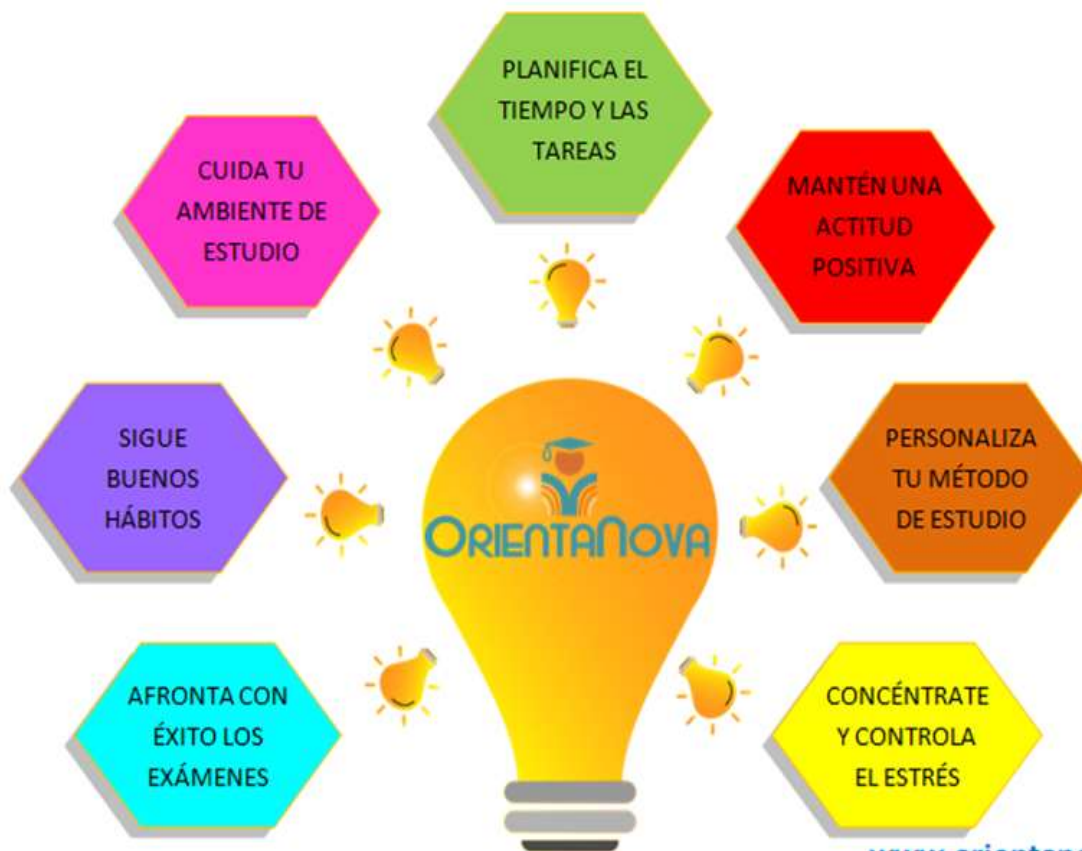 PLANIFICA EL
TIEMPO Y LAS
TAREAS
CUIDA TU
AMBIENTE DE
ESTUDIO
MANTÉN UNA
ACTITUD
POSITIVA
SIGUE
BUENOS
HÁBITOS
PERSONALIZA
TU MÉTODO
DE ESTUDIO
ORIENTANOVA
AFRONTA CON
ÉXITO LOS
EXÁMENES
CONCÉNTRATE
Y CONTROLA
EL ESTRÉS